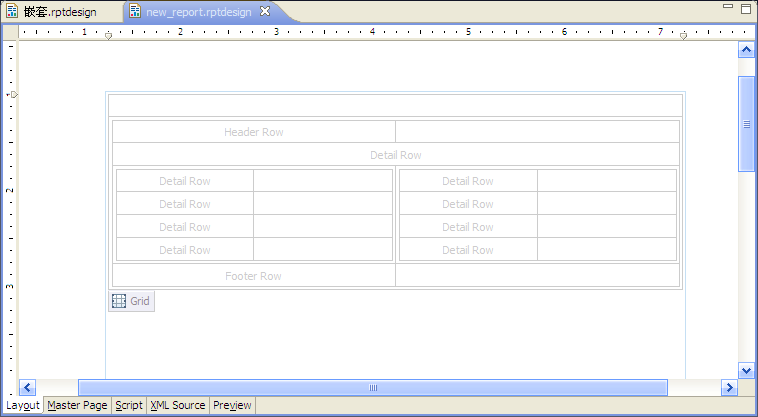 嵌套.rptdesign new_report.rptdesign
1 2 3 4 5 6 7
Header Row
Detail Row
Detail Row Detail Row
Detail Row Detail Row
Detail Row Detail Row
Detail Row Detail Row
Footer Row
Grid
2
3
Layout Master Page Script XML Source Preview